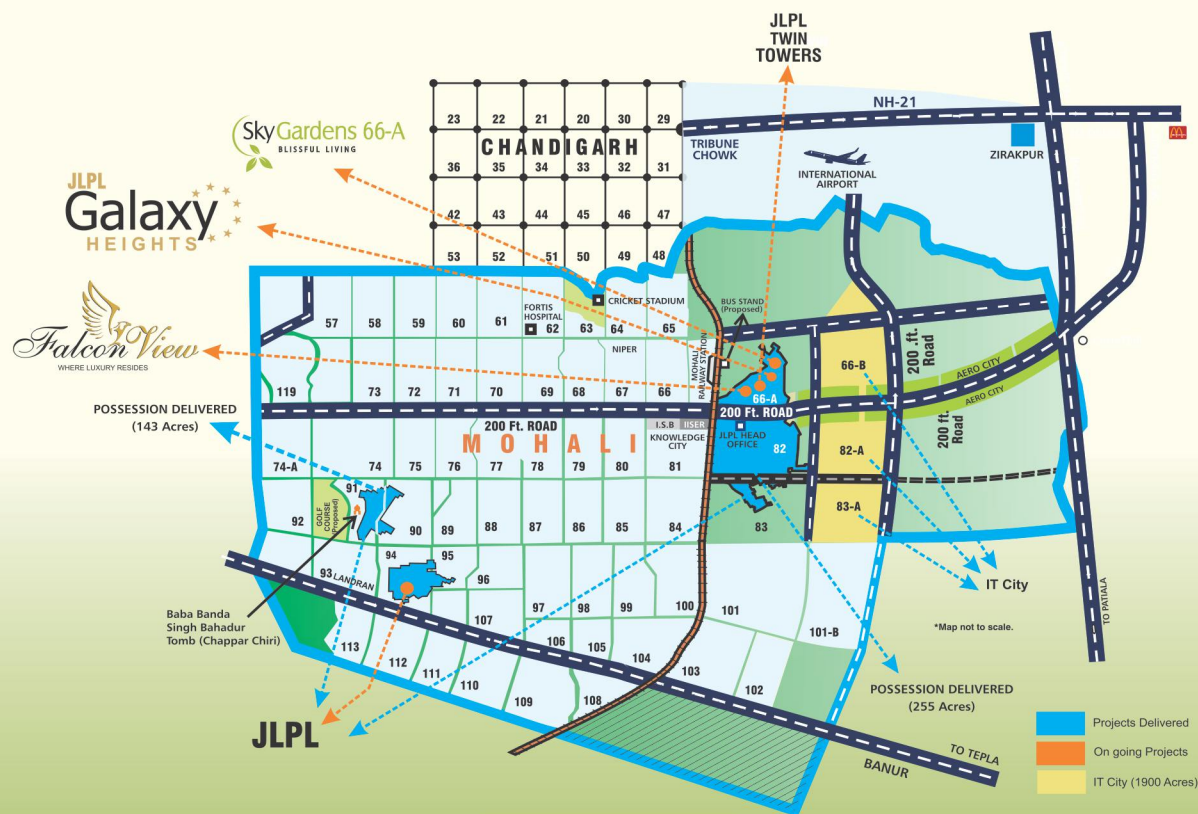 JLPL
TWIN
TOWERS
NH-21
TRIBUNE
CHOWK
ZIRAKPUR
INTERNATIONAL
AIRPORT
23 22 21 20 30 29
CHANDIGARH
36 35 34 33 32 31
42 43 44 45 46 47
53 52 51 50 49 48
SkyGardens 66-A
BLISSFUL LIVING
JLPL
Galaxy
HEIGHTS
Falcon View
WHERE LUXURY RESIDES
POSSESSION DELIVERED
(143 Acres)
CRICKET STADIUM
BUS STAND
(Proposed)
FORTIS
HOSPITAL
57 58 59 60 61 62 63 64 65
NIPER
MOHALI
RAILWAY STATION
119 73 72 71 70 69 68 67 66
66-A
66-B
200 .ft.
Road
AERO CITY
AERO CITY
200 Ft. ROAD
200 Ft. ROAD
200 ft.
Road
I.S.B IISER
KNOWLEDGE
CITY
JLPL HEAD
OFFICE
MOHALI
82
82-A
74-A 74 75 76 77 78 79 80 81
91
GOLF
COURSE
(Proposed)
92 90 89 88 87 86 85 84 83
83-A
IT City
93 LANDRAN
94 95 96
97 98 99 100 101
101-B
Baba Banda
Singh Bahadur
Tomb (Chappar Chiri)
107
106 105 104 103 102
113 112 111 110 109 108
*Map not to scale.
TO PATIALA
JLPL
POSSESSION DELIVERED
(255 Acres)
BANUR
TO TEPLA
Projects Delivered
On going Projects
IT City (1900 Acres)